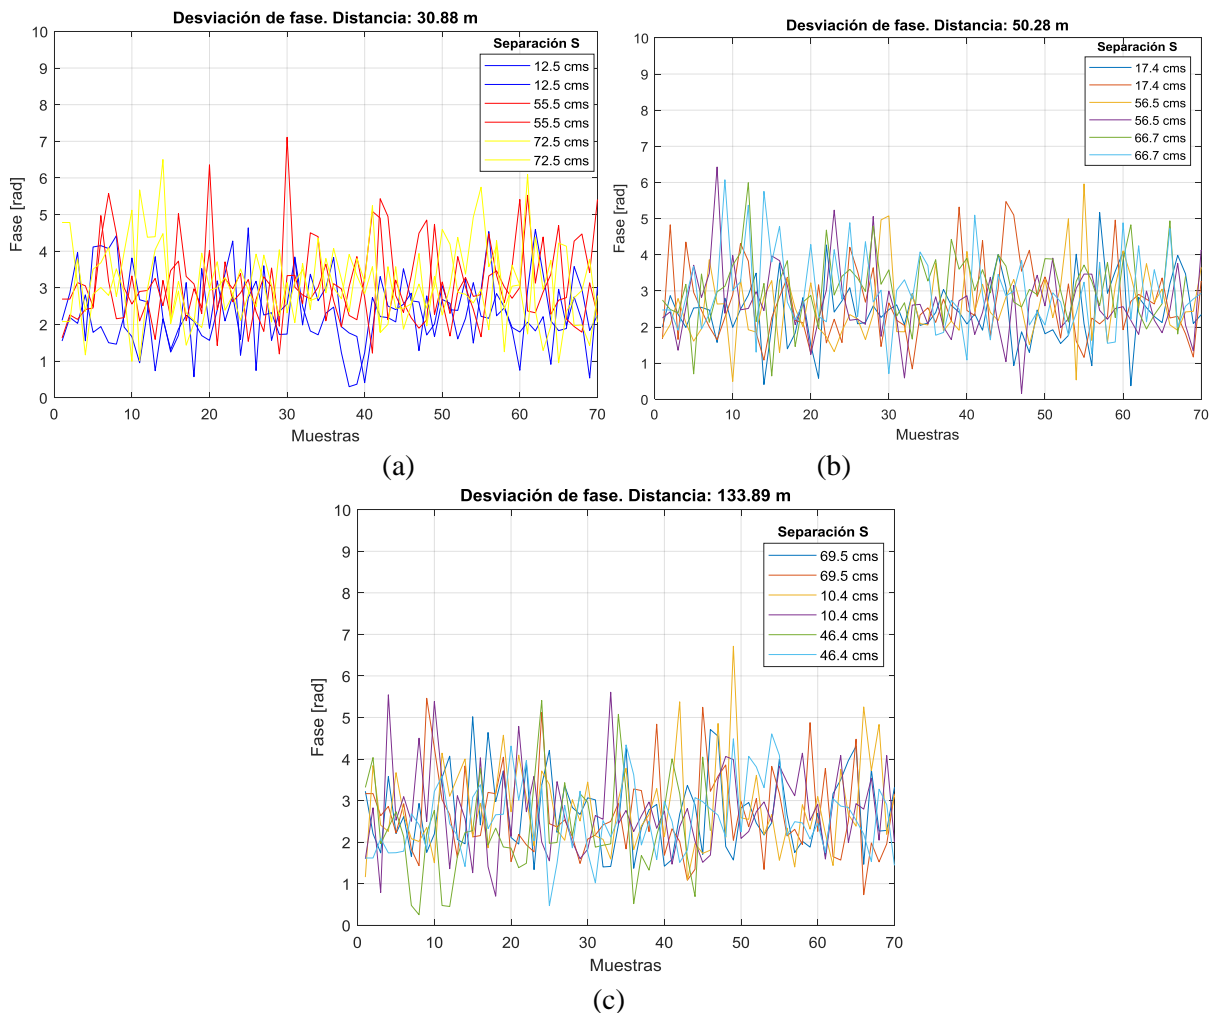 Desviación de fase. Distancia: 30.88 m
Separación S
12.5 cms
12.5 cms
55.5 cms
55.5 cms
72.5 cms
72.5 cms
10
9
8
7
6
5
4
3
2
1
0
Fase [rad]
0 10 20 30 40 50 60 70
Muestras
(a)
Desviación de fase. Distancia: 50.28 m
Separación S
17.4 cms
17.4 cms
56.5 cms
56.5 cms
66.7 cms
66.7 cms
10
9
8
7
6
5
4
3
2
1
0
Fase [rad]
0 10 20 30 40 50 60 70
Muestras
(b)
Desviación de fase. Distancia: 133.89 m
Separación S
69.5 cms
69.5 cms
10.4 cms
10.4 cms
46.4 cms
46.4 cms
10
9
8
7
6
5
4
3
2
1
0
Fase [rad]
0 10 20 30 40 50 60 70
Muestras
(c)